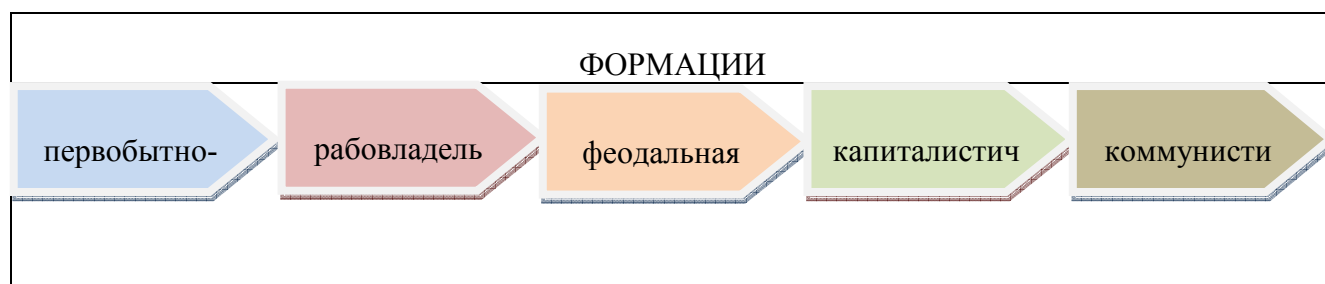 ФОРМАЦИИ
первобытно-
рабовладель
феодальная
капиталистич
коммунисти